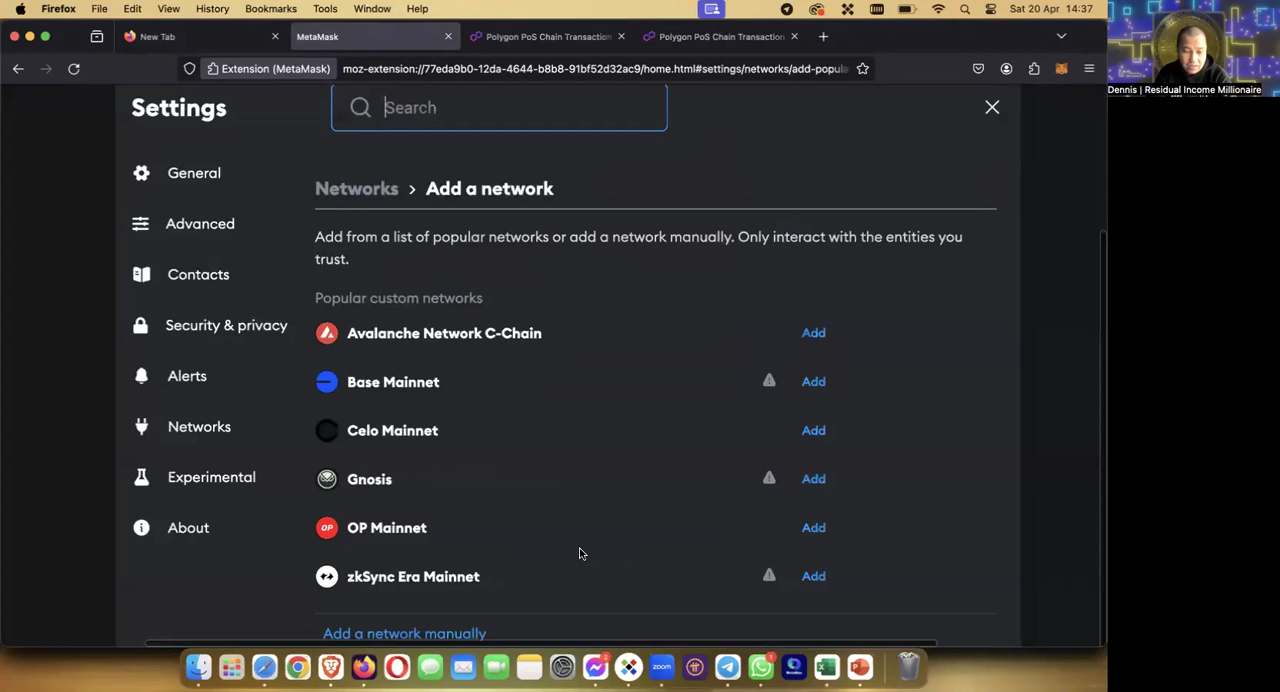 Firefox File Edit View History Bookmarks Tools Window Help Sat 20 Apr 14:37
New Tab MetaMask Polygon PoS Chain Transaction Polygon PoS Chain Transaction
Extension (MetaMask) moz-extension://77eda9b0-12de-4644-b8b8-91bf52d32ac9/home.html#settings/networks/add-popula
Dennis | Residual Income Millionaire
Settings
Search
General
Advanced
Contacts
Security & privacy
Alerts
Networks
Experimental
About
Networks > Add a network
Add from a list of popular networks or add a network manually. Only interact with the entities you
trust.
Popular custom networks
Avalanche Network C-Chain Add
Base Mainnet Add
Celo Mainnet Add
Gnosis Add
OP OP Mainnet Add
zkSync Era Mainnet Add
Add a network manually
zoom